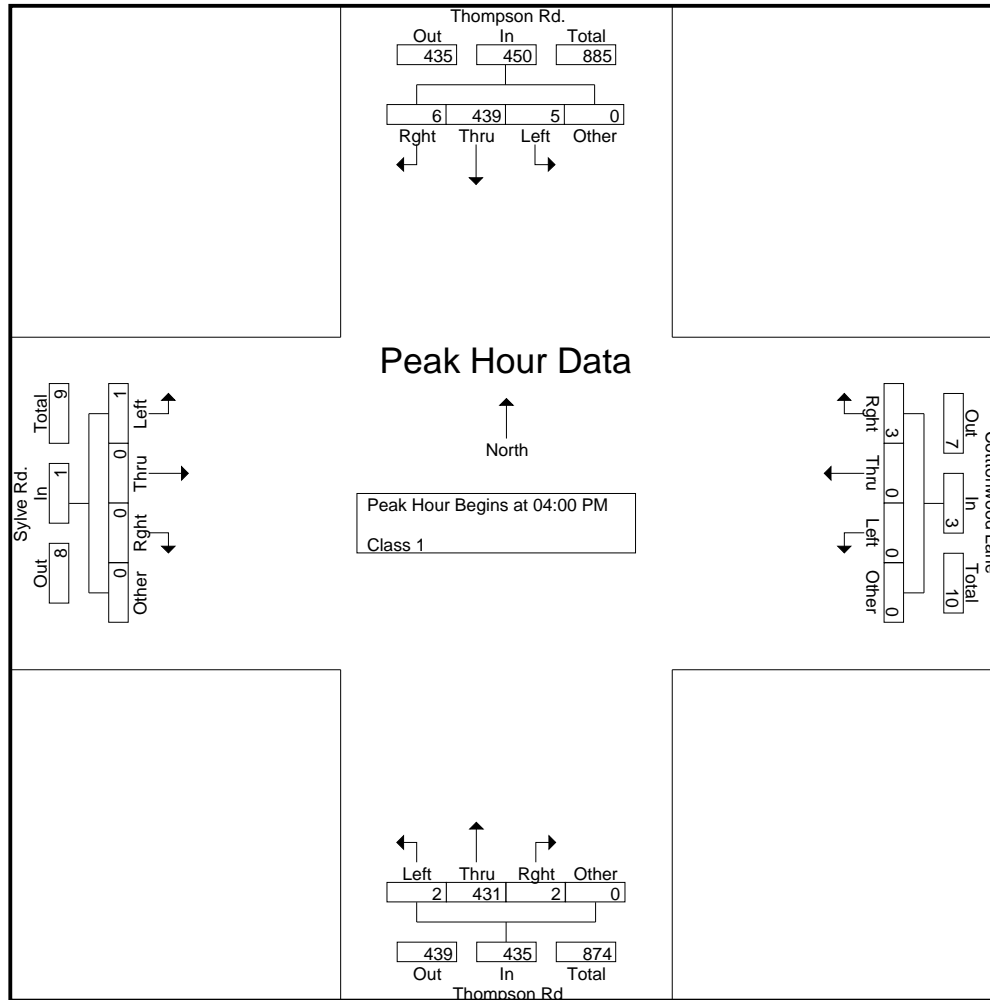 Thompson Rd.
Out In Total
435 450 885
6 439 5 0
Rght Thru Left Other
Peak Hour Data
North
Peak Hour Begins at 04:00 PM
Class 1
Sylve Rd.
Total In Out
9 1 8
1 0 0 0
Left Thru Rght Other
Cottonwood Lane
Out In Total
7 3 10
3 0 0 0
Rght Thru Left Other
Left Thru Rght Other
2 431 2 0
439 435 874
Out In Total
Thompson Rd